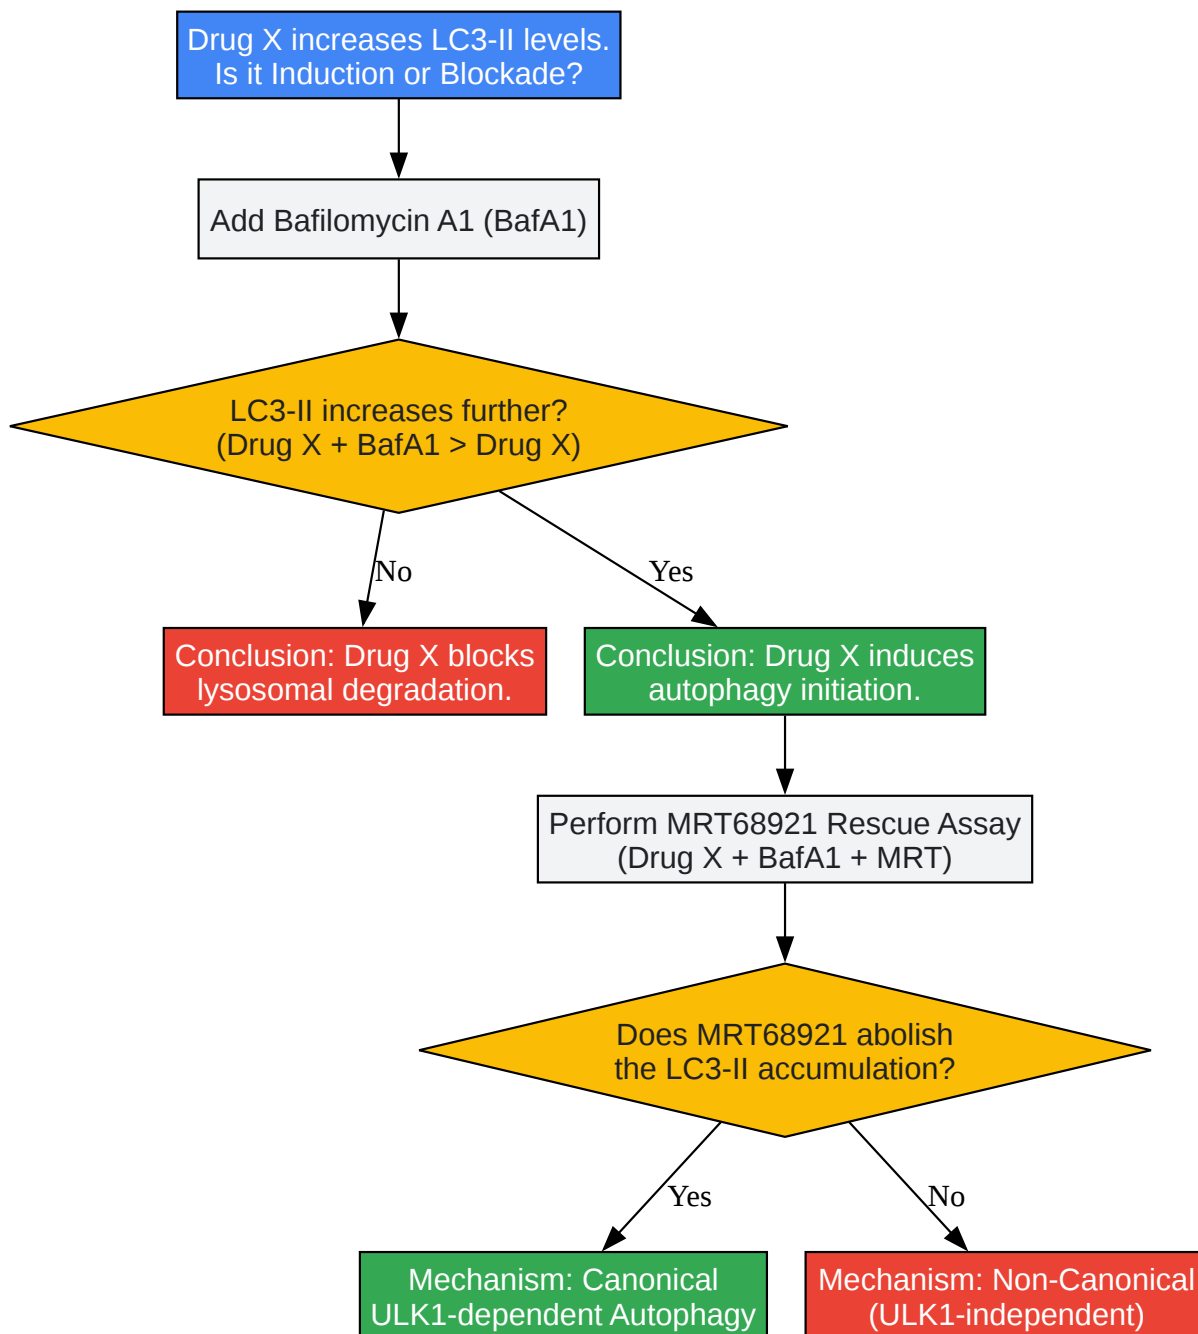 Drug X increases LC3-II levels.
Is it Induction or Blockade?
Add Bafilomycin A1 (BafA1)
LC3-II increases further?
(Drug X + BafA1 > Drug X)
No
Yes
Conclusion: Drug X blocks
lysosomal degradation.
Conclusion: Drug X induces
autophagy initiation.
Perform MRT68921 Rescue Assay
(Drug X + BafA1 + MRT)
Does MRT68921 abolish
the LC3-II accumulation?
Yes
No
Mechanism: Canonical
ULK1-dependent Autophagy
Mechanism: Non-Canonical
(ULK1-independent)